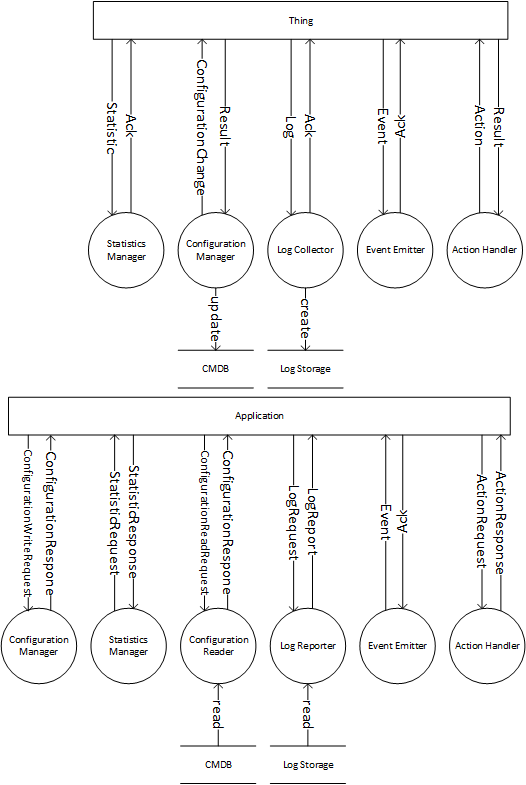 Thing
Statistic
Ack
ConfigurationChange
Result
Log
Ack
Event
Ack
Action
Result
Statistics
Manager
Configuration
Manager
Log Collector
Event Emitter
Action Handler
update
create
CMDB
Log Storage
Application
ConfigurationWriteRequest
ConfigurationRespone
StatisticRequest
StatisticResponse
ConfigurationReadRequest
ConfigurationRespone
LogRequest
LogReport
Event
Ack
ActionRequest
ActionResponse
Configuration
Manager
Statistics
Manager
Configuration
Reader
Log Reporter
Event Emitter
Action Handler
read
read
CMDB
Log Storage